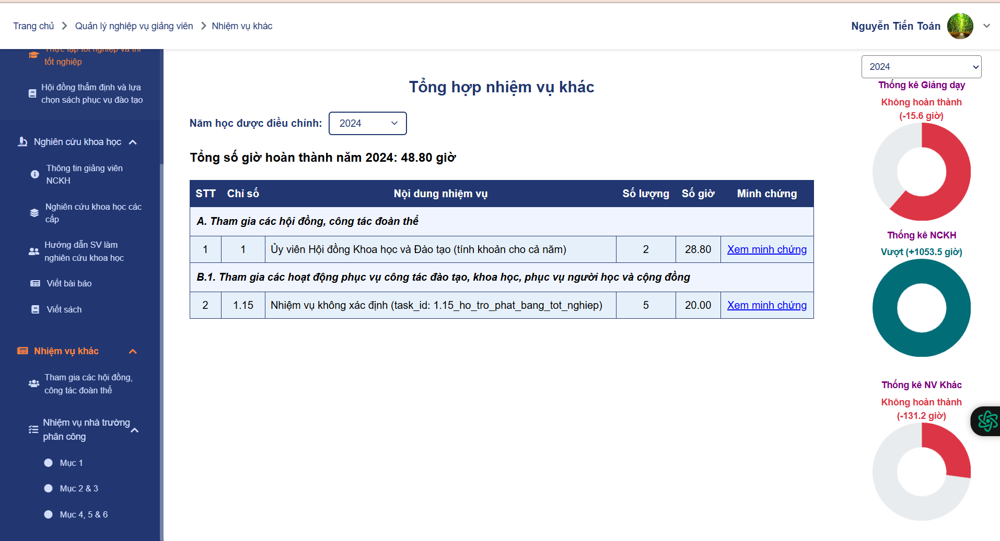 Trang chủ
Quản lý nghiệp vụ giảng viên
Nhiệm vụ khác
Nguyễn Tiến Toán
Thực tập tốt nghiệp và thi
tốt nghiệp
Hội đồng thẩm định và lựa
chọn sách phục vụ đào tạo
Nghiên cứu khoa học
Thông tin giảng viên
NCKH
Nghiên cứu khoa học các
cấp
Hướng dẫn SV làm
nghiên cứu khoa học
Viết bài báo
Viết sách
Nhiệm vụ khác
Tham gia các hội đồng,
công tác đoàn thể
Nhiệm vụ nhà trường
phân công
Mục 1
Mục 2 & 3
Mục 4, 5 & 6
Tổng hợp nhiệm vụ khác
Năm học được điều chỉnh: 2024
Tổng số giờ hoàn thành năm 2024: 48.80 giờ
STT Chỉ số Nội dung nhiệm vụ Số lượng Số giờ Minh chứng
A. Tham gia các hội đồng, công tác đoàn thể
1 1 Ủy viên Hội đồng Khoa học và Đào tạo (tính khoản cho cả năm) 2 28.80 Xem minh chứng
B.1. Tham gia các hoạt động phục vụ công tác đào tạo, khoa học, phục vụ người học và cộng đồng
2 1.15 Nhiệm vụ không xác định (task_id: 1.15_ho_tro_phat_bang_tot_nghiep) 5 20.00 Xem minh chứng
2024
Thống kê Giảng dạy
Không hoàn thành
(-15.6 giờ)
Thống kê NCKH
Vượt (+1053.5 giờ)
Thống kê NV Khác
Không hoàn thành
(-131.2 giờ)